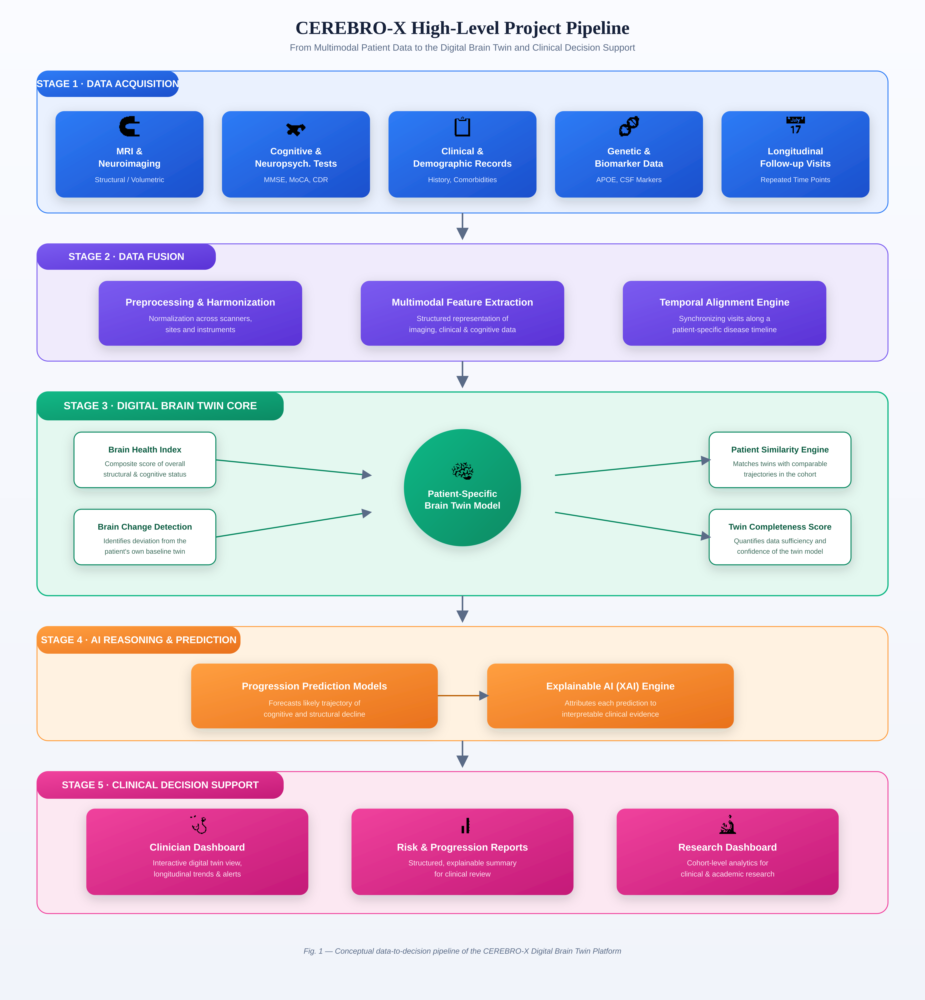 CEREBRO-X High-Level Project Pipeline
From Multimodal Patient Data to the Digital Brain Twin and Clinical Decision Support
STAGE 1 · DATA ACQUISITION
July
17
MRI &
Neuroimaging
Structural / Volumetric
Cognitive &
Neuropsych. Tests
MMSE, MoCA, CDR
Clinical &
Demographic Records
History, Comorbidities
Genetic &
Biomarker Data
APOE, CSF Markers
Longitudinal
Follow-up Visits
Repeated Time Points
STAGE 2 · DATA FUSION
Preprocessing & Harmonization
Normalization across scanners,
sites and instruments
Multimodal Feature Extraction
Structured representation of
imaging, clinical & cognitive data
Temporal Alignment Engine
Synchronizing visits along a
patient-specific disease timeline
STAGE 3 · DIGITAL BRAIN TWIN CORE
Brain Health Index
Composite score of overall
structural & cognitive status
Brain Change Detection
Identifies deviation from the
patient's own baseline twin
Patient-Specific
Brain Twin Model
Patient Similarity Engine
Matches twins with comparable
trajectories in the cohort
Twin Completeness Score
Quantifies data sufficiency and
confidence of the twin model
STAGE 4 · AI REASONING & PREDICTION
Progression Prediction Models
Forecasts likely trajectory of
cognitive and structural decline
Explainable AI (XAI) Engine
Attributes each prediction to
interpretable clinical evidence
STAGE 5 · CLINICAL DECISION SUPPORT
Clinician Dashboard
Interactive digital twin view,
longitudinal trends & alerts
Risk & Progression Reports
Structured, explainable summary
for clinical review
Research Dashboard
Cohort-level analytics for
clinical & academic research
Fig. 1 — Conceptual data-to-decision pipeline of the CEREBRO-X Digital Brain Twin Platform